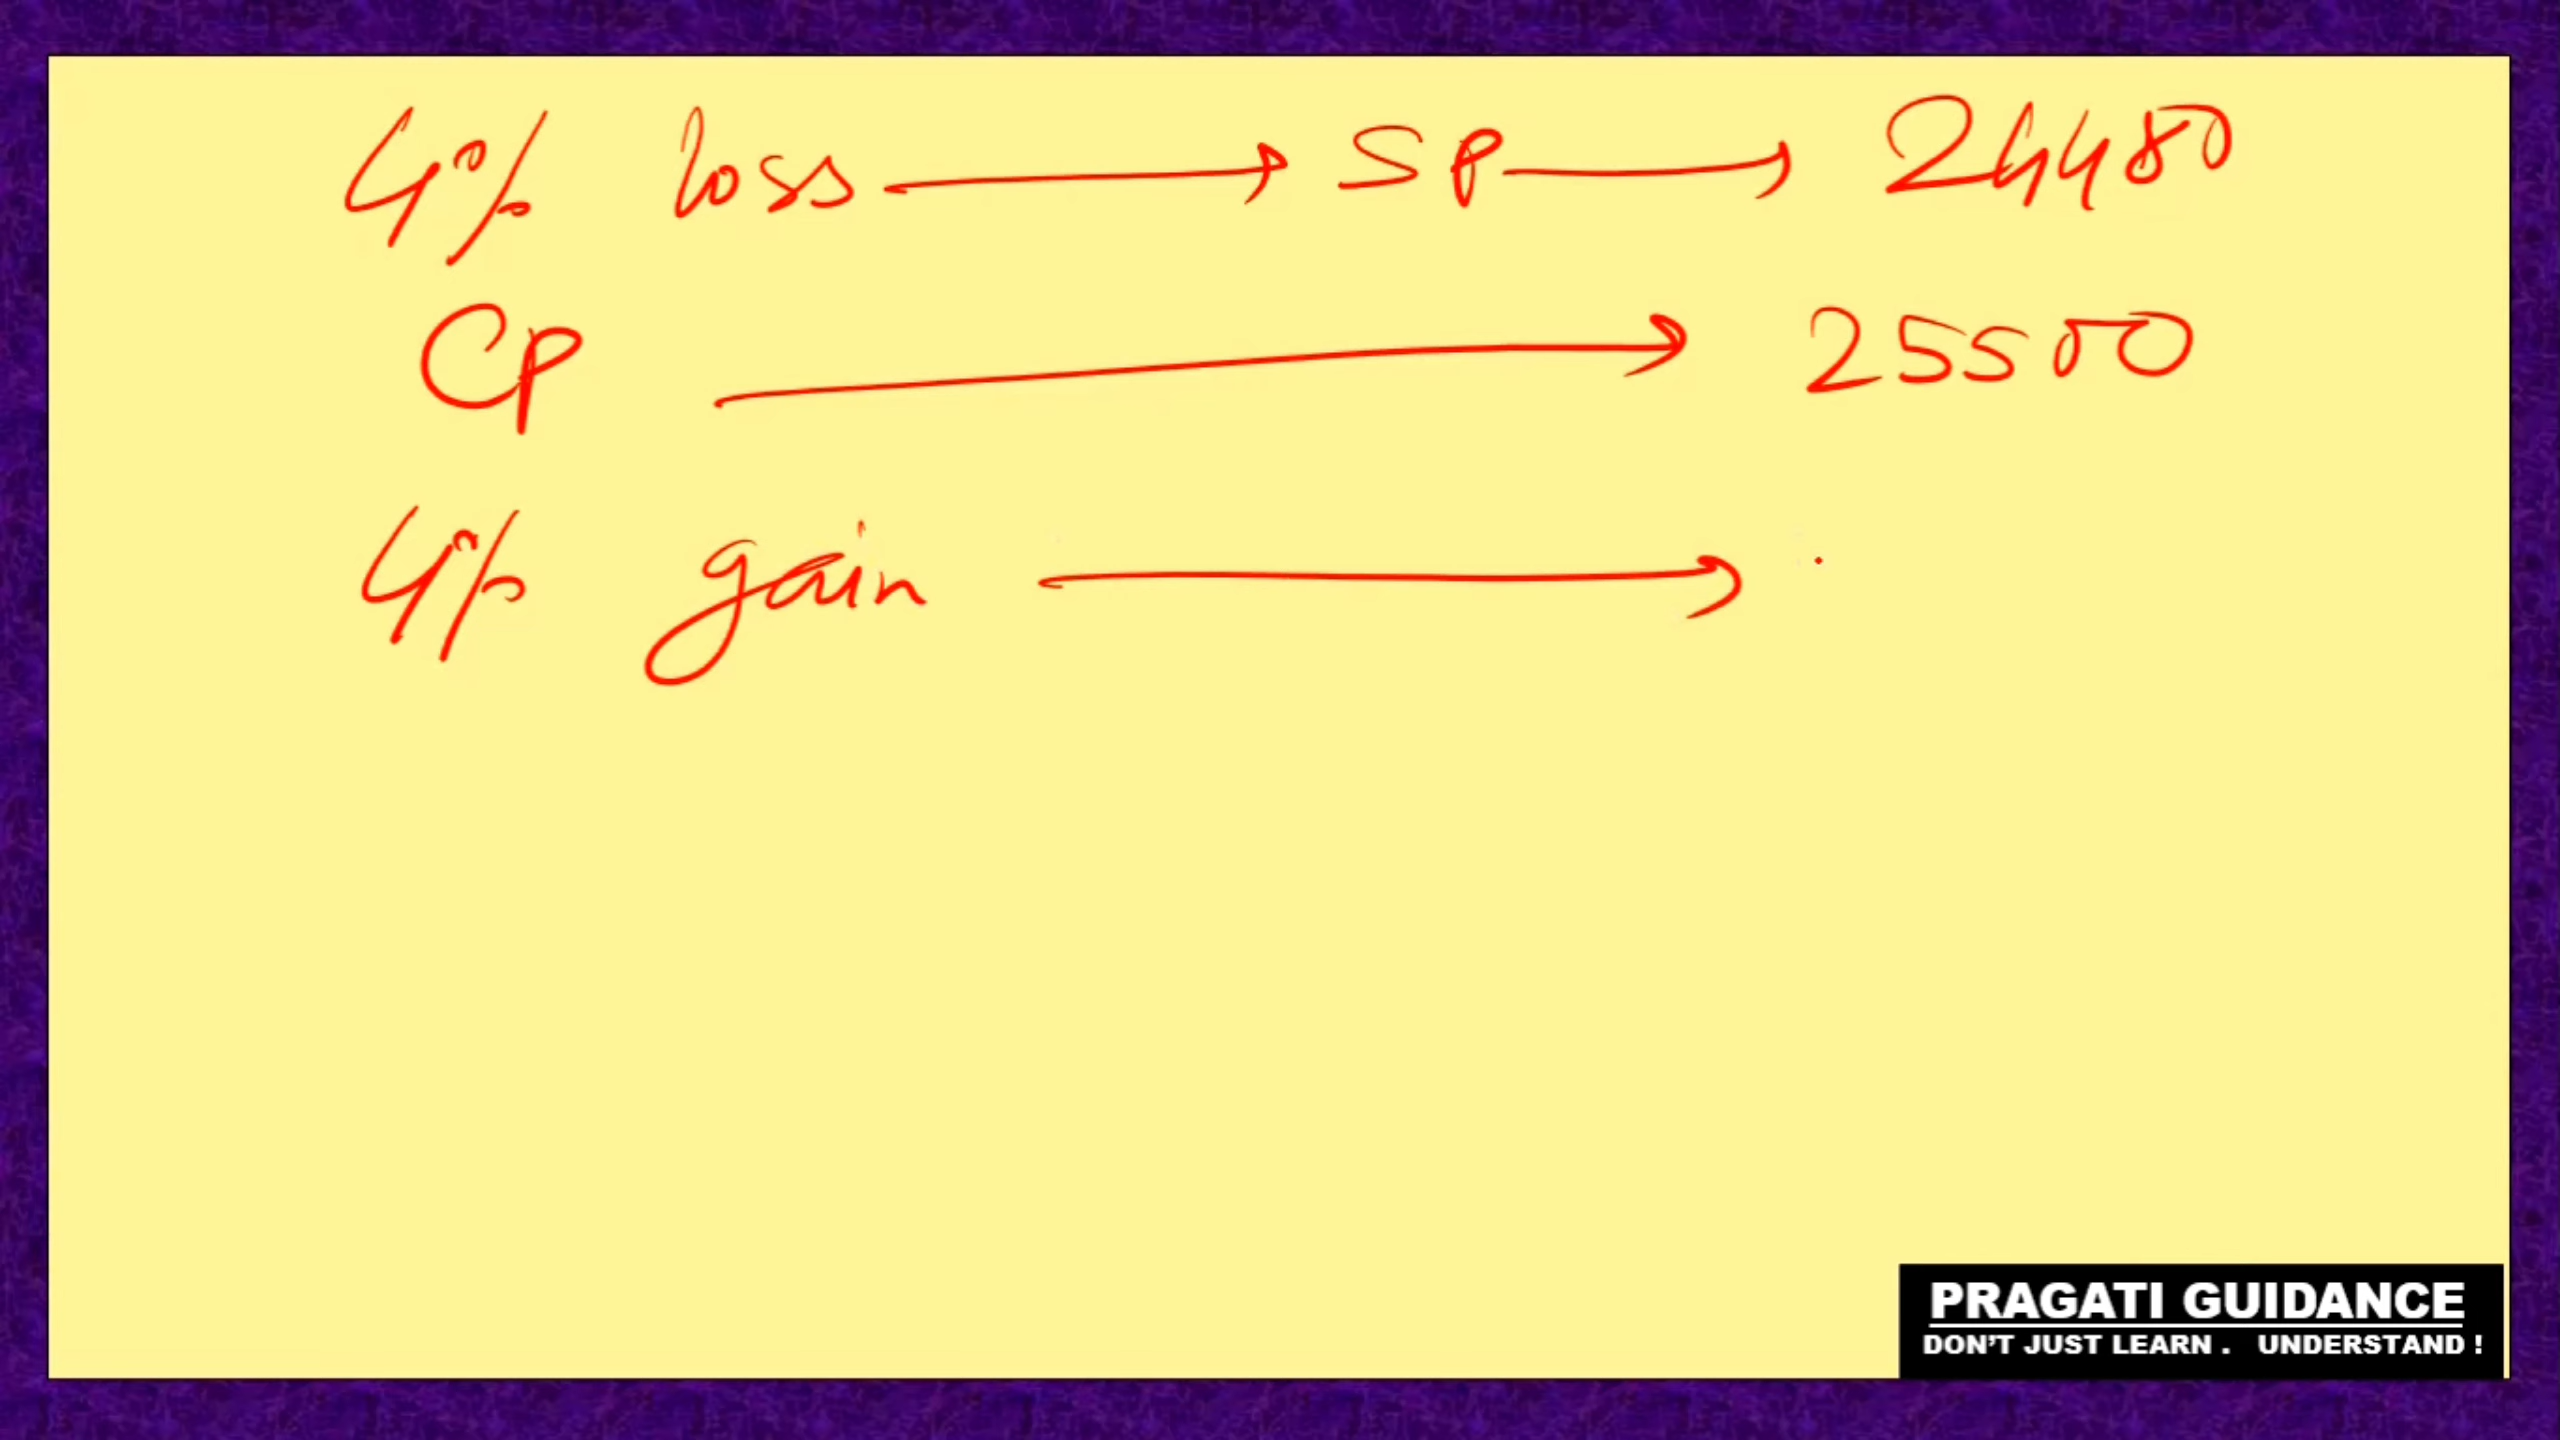 4% loss → SP → 24480
CP → 25500
4% gain →
PRAGATI GUIDANCE
DON'T JUST LEARN. UNDERSTAND!